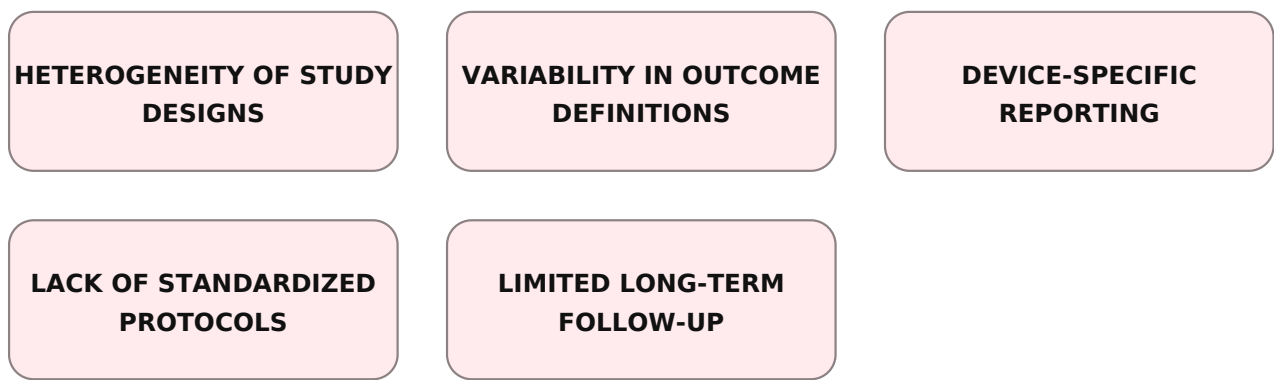 HETEROGENEITY OF STUDY
DESIGNS
VARIABILITY IN OUTCOME
DEFINITIONS
DEVICE-SPECIFIC
REPORTING
LACK OF STANDARDIZED
PROTOCOLS
LIMITED LONG-TERM
FOLLOW-UP